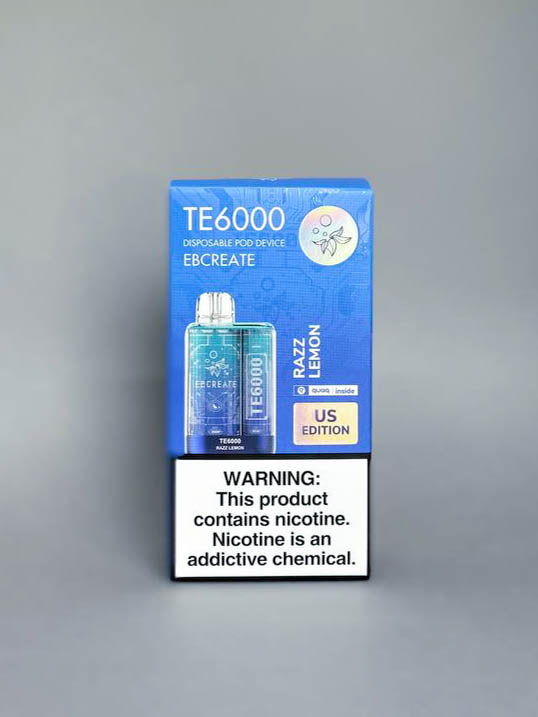 TE6000
DISPOSABLE POD DEVICE
EBCREATE
EBCREATE
TE6000
TE6000
RAZZ LEMON
RAZZ
LEMON
QUAQ inside
US
EDITION
WARNING:
This product
contains nicotine.
Nicotine is an
addictive chemical.